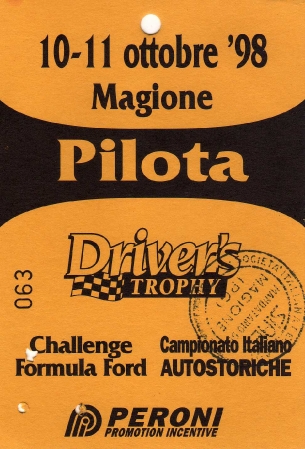 10-11 ottobre '98
Magione
Pilota
Driver's
TROPHY
063
Challenge
Formula Ford
Campionato Italiano
AUTOSTORICHE
PERONI
PROMOTION INCENTIVE